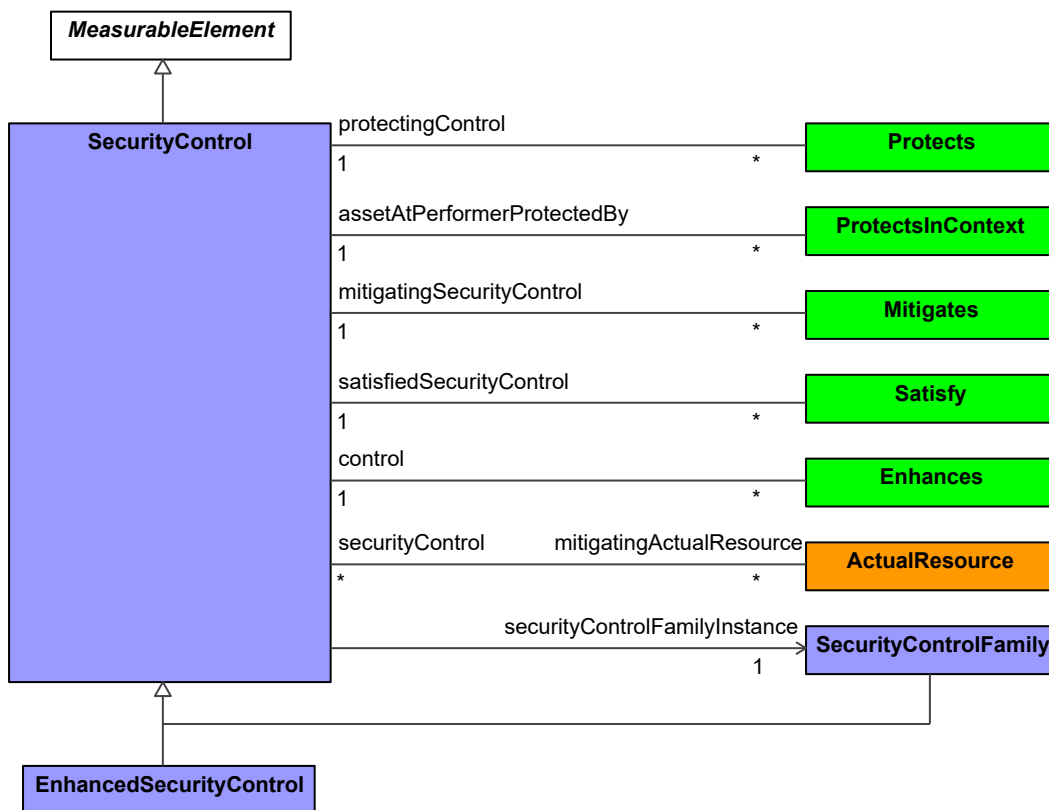 MeasurableElement
SecurityControl
protectingControl
1
*
Protects
assetAtPerformerProtectedBy
1
*
ProtectsInContext
mitigatingSecurityControl
1
*
Mitigates
satisfiedSecurityControl
1
*
Satisfy
control
1
*
Enhances
securityControl
mitigatingActualResource
*
*
ActualResource
securityControlFamilyInstance
1
SecurityControlFamily
EnhancedSecurityControl